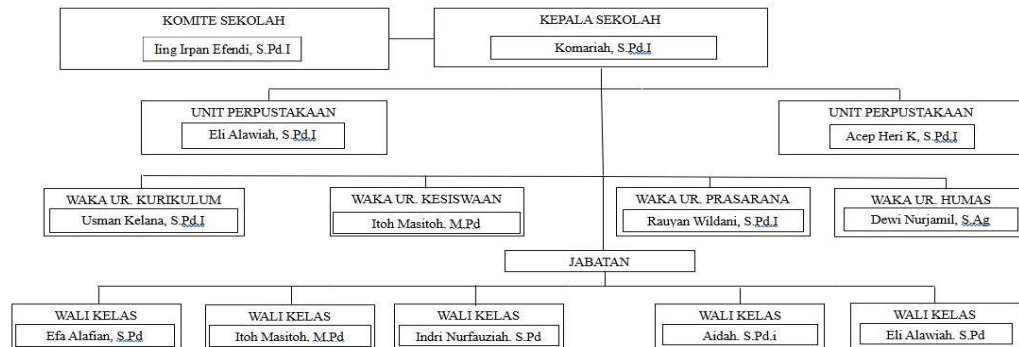 KOMITE SEKOLAH
Iing Irpan Efendi, S.Pd.I
KEPALA SEKOLAH
Komariah, S.Pd.I
UNIT PERPUSTAKAAN
Eli Alawiah, S.Pd.I
UNIT PERPUSTAKAAN
Acep Heri K, S.Pd.I
WAKA UR. KURIKULUM
Usman Kelana, S.Pd.I
WAKA UR. KESISWAAN
Itoh Masitoh. M.Pd
WAKA UR. PRASARANA
Rauyan Wildani, S.Pd.I
WAKA UR. HUMAS
Dewi Nurjamil, S.Ag
JABATAN
WALI KELAS
Efa Alafian, S.Pd
WALI KELAS
Itoh Masitoh. M.Pd
WALI KELAS
Indri Nurfauziah. S.Pd
WALI KELAS
Aidah. S.Pd.i
WALI KELAS
Eli Alawiah. S.Pd